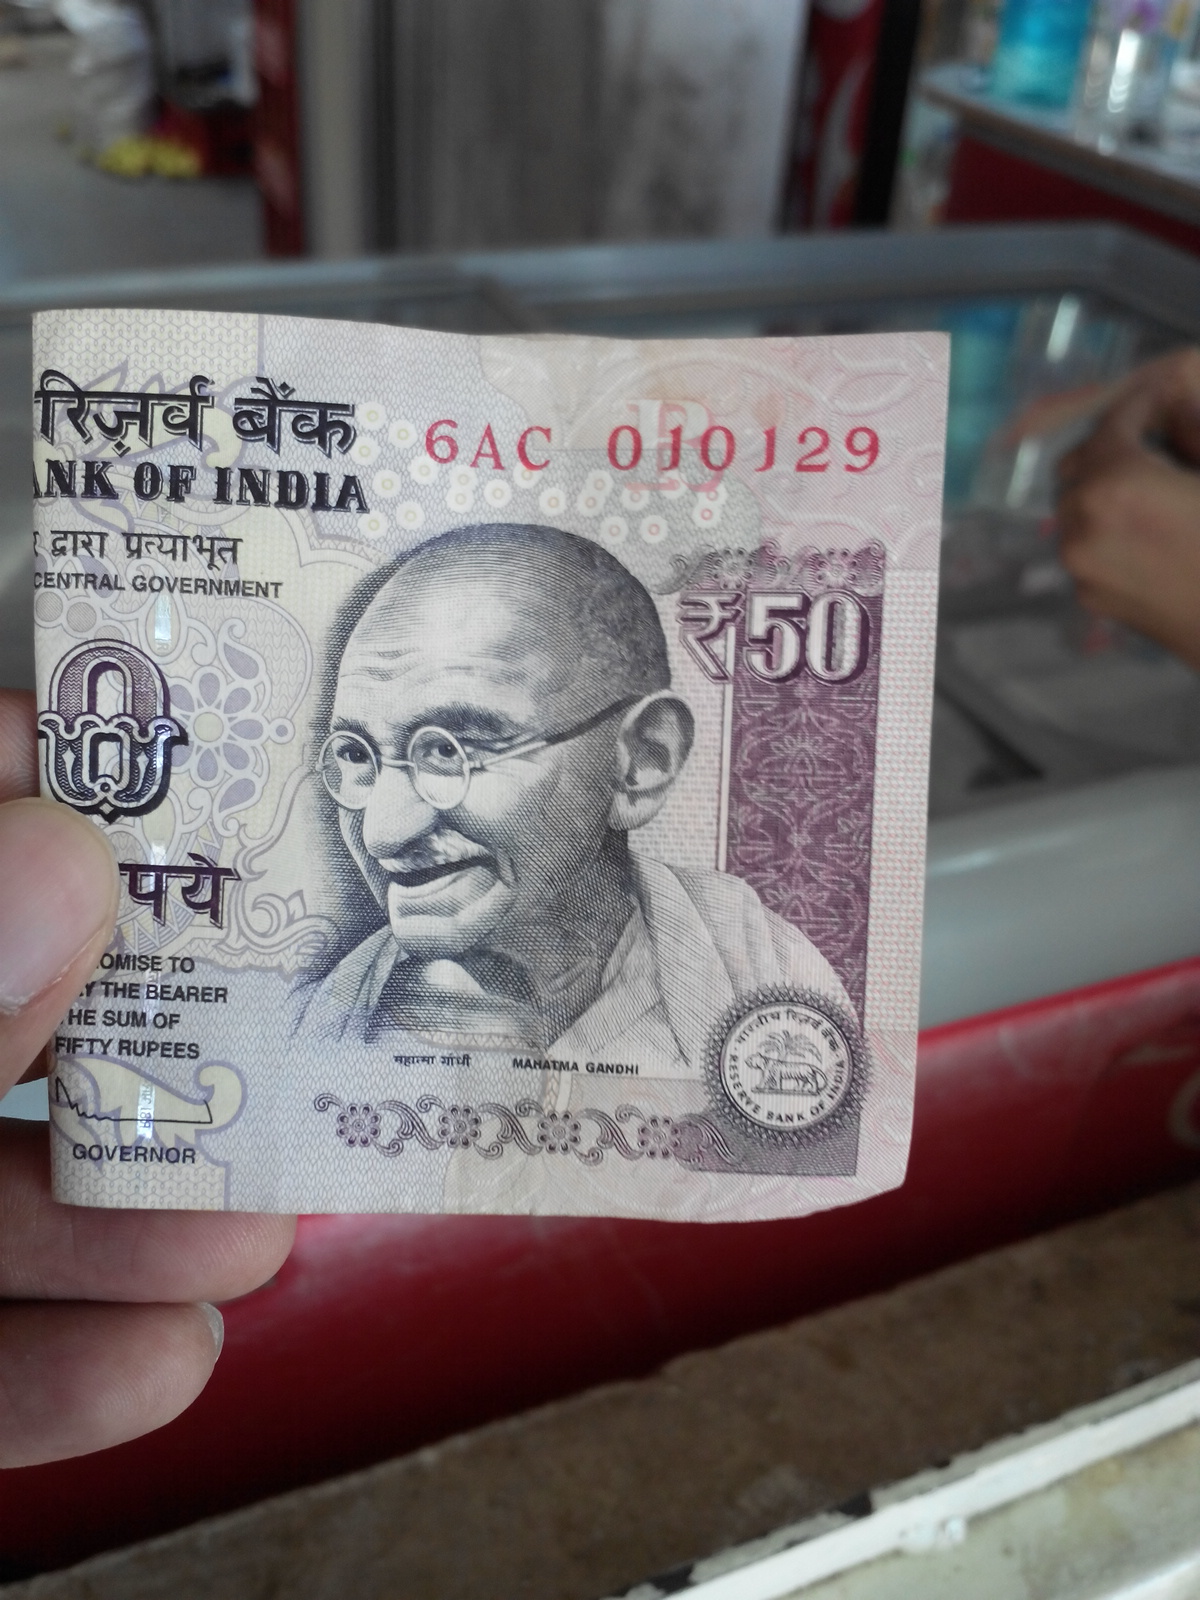 रिज़र्व बैंक
6AC 010129
ANK OF INDIA
द्वारा प्रत्याभूत
CENTRAL GOVERNMENT
₹50
0
पये
OMISE TO
Y THE BEARER
HE SUM OF
FIFTY RUPEES
महात्मा गांधी MAHATMA GANDHI
भारतीय रिज़र्व बैंक
RESERVE BANK OF INDIA
GOVERNOR